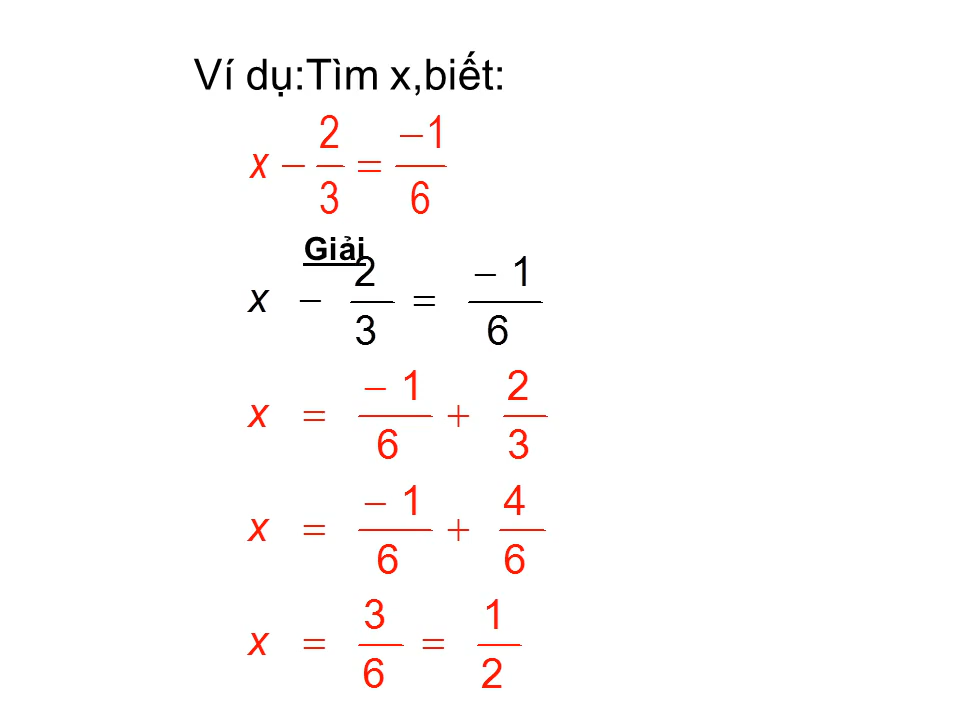 Ví dụ:Tìm x,biết:
x − 2/3 = −1/6
Giải
x − 2/3 = −1/6
x = −1/6 + 2/3
x = −1/6 + 4/6
x = 3/6 = 1/2